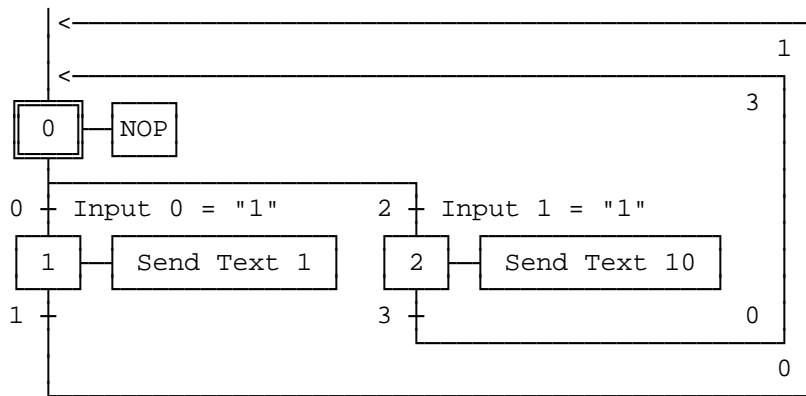 <
1
<
3
0 NOP
0 Input 0 = "1" 2 Input 1 = "1"
1 Send Text 1 2 Send Text 10
1 3 0
0